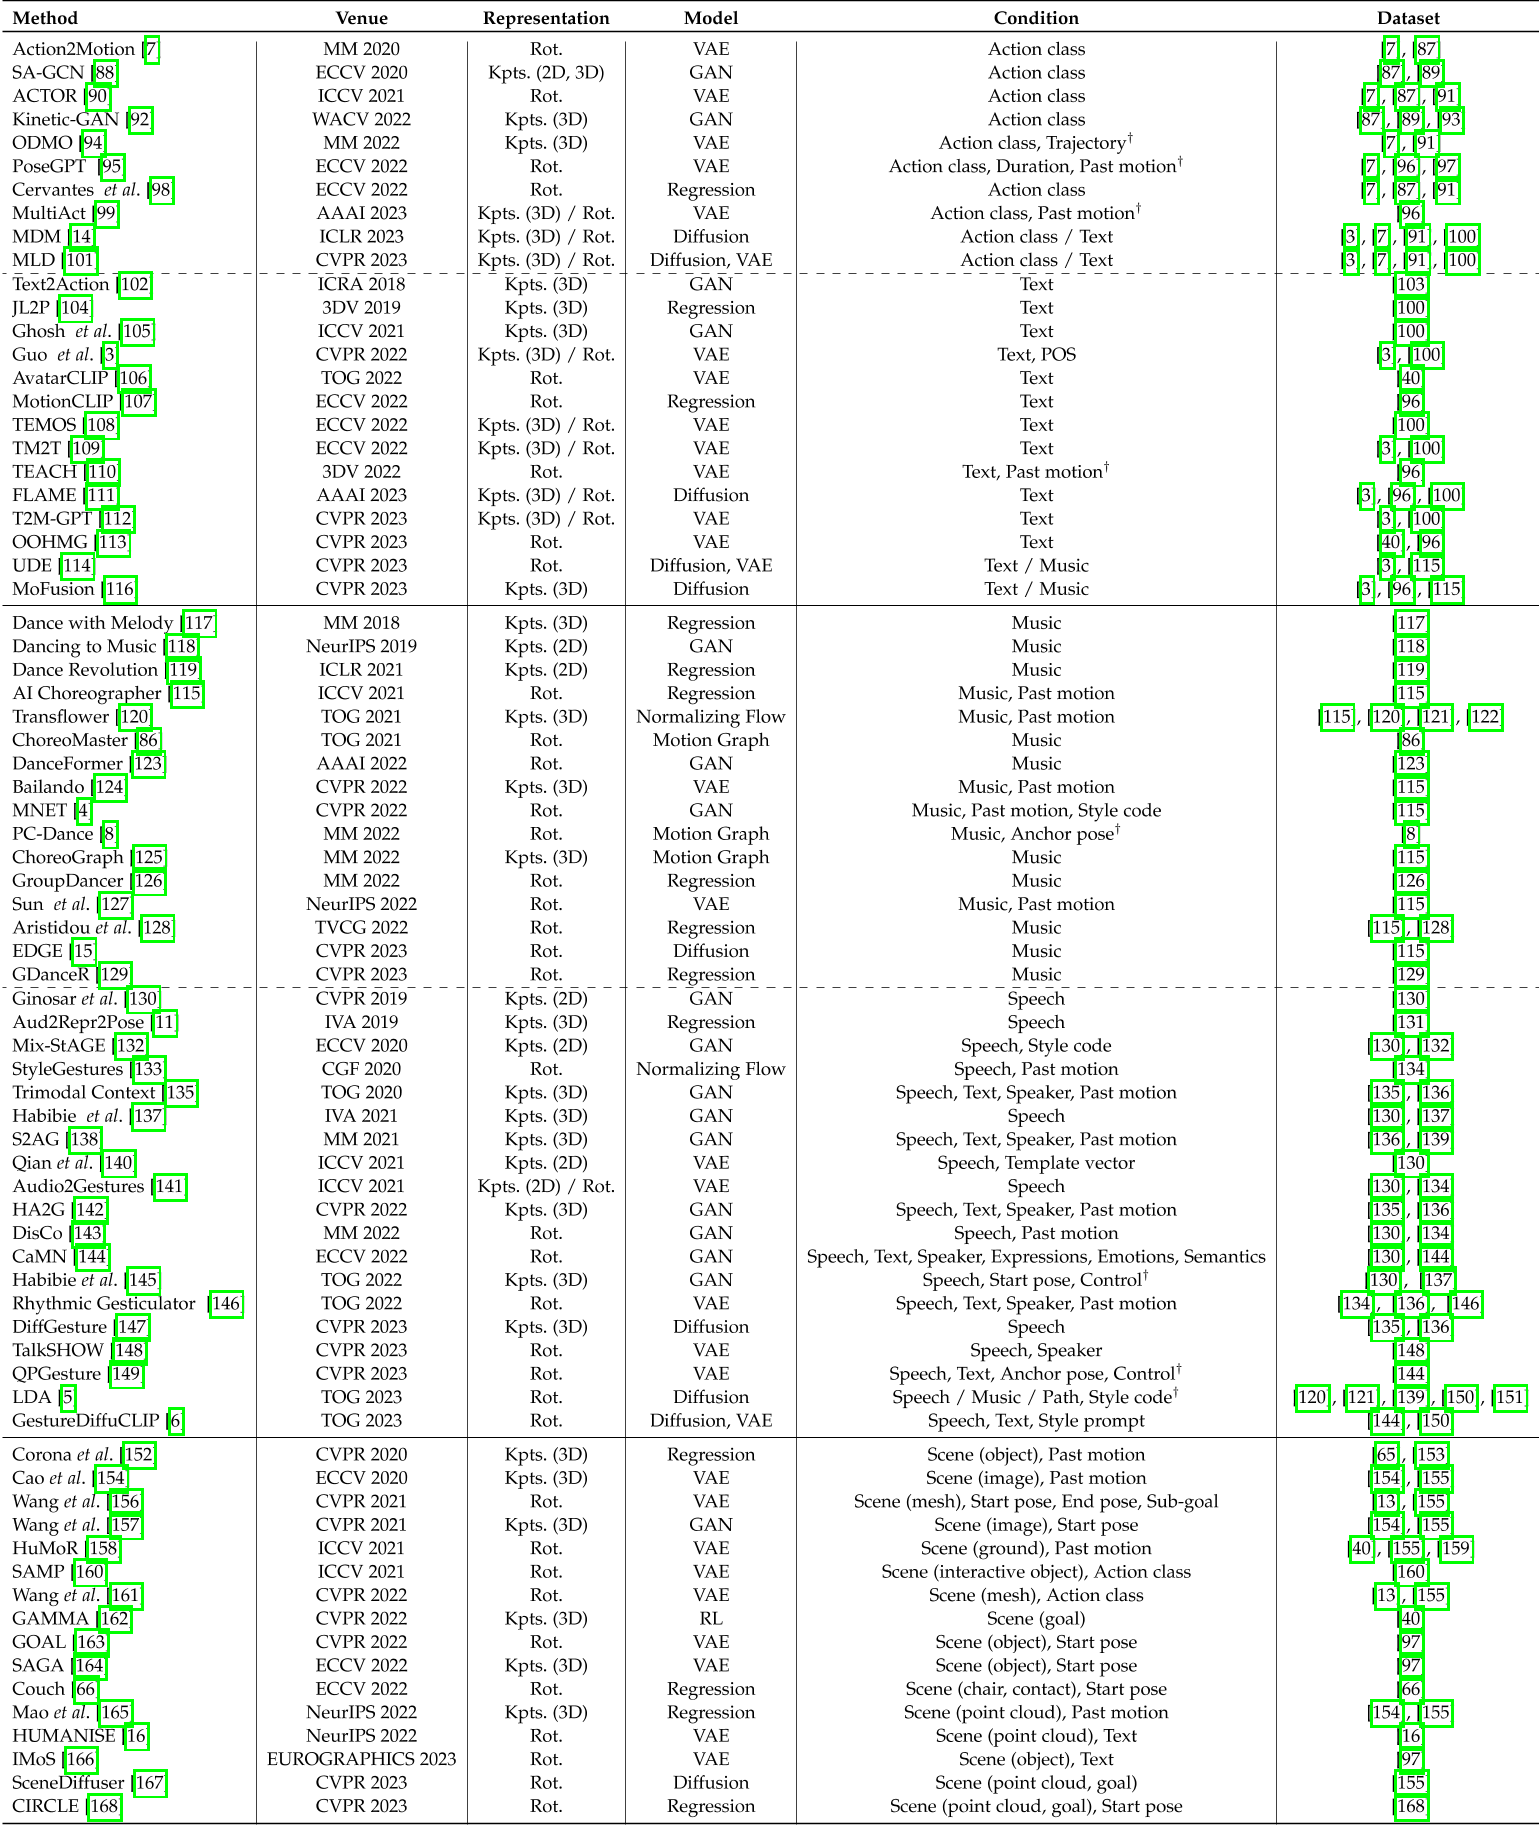 Method Venue Representation Model Condition Dataset
Action2Motion [7] MM 2020 Rot. VAE Action class [7], [87]
SA-GCN [88] ECCV 2020 Kpts. (2D, 3D) GAN Action class [87], [89]
ACTOR [90] ICCV 2021 Rot. VAE Action class [7], [87], [91]
Kinetic-GAN [92] WACV 2022 Kpts. (3D) GAN Action class [87], [89], [93]
ODMO [94] MM 2022 Kpts. (3D) VAE Action class, Trajectory† [7], [91]
PoseGPT [95] ECCV 2022 Rot. VAE Action class, Duration, Past motion† [7], [96], [97]
Cervantes et al. [98] ECCV 2022 Rot. Regression Action class [7], [87], [91]
MultiAct [99] AAAI 2023 Kpts. (3D) / Rot. VAE Action class, Past motion† [96]
MDM [14] ICLR 2023 Kpts. (3D) / Rot. Diffusion Action class / Text [3], [7], [91], [100]
MLD [101] CVPR 2023 Kpts. (3D) / Rot. Diffusion, VAE Action class / Text [3], [7], [91], [100]
Text2Action [102] ICRA 2018 Kpts. (3D) GAN Text [103]
JL2P [104] 3DV 2019 Kpts. (3D) Regression Text [100]
Ghosh et al. [105] ICCV 2021 Kpts. (3D) GAN Text [100]
Guo et al. [3] CVPR 2022 Kpts. (3D) / Rot. VAE Text, POS [3], [100]
AvatarCLIP [106] TOG 2022 Rot. VAE Text [40]
MotionCLIP [107] ECCV 2022 Rot. Regression Text [96]
TEMOS [108] ECCV 2022 Kpts. (3D) / Rot. VAE Text [100]
TM2T [109] ECCV 2022 Kpts. (3D) / Rot. VAE Text [3], [100]
TEACH [110] 3DV 2022 Rot. VAE Text, Past motion† [96]
FLAME [111] AAAI 2023 Kpts. (3D) / Rot. Diffusion Text [3], [96], [100]
T2M-GPT [112] CVPR 2023 Kpts. (3D) / Rot. VAE Text [3], [100]
OOHMG [113] CVPR 2023 Rot. VAE Text [40], [96]
UDE [114] CVPR 2023 Rot. Diffusion, VAE Text / Music [3], [115]
MoFusion [116] CVPR 2023 Kpts. (3D) Diffusion Text / Music [3], [96], [115]
Dance with Melody [117] MM 2018 Kpts. (3D) Regression Music [117]
Dancing to Music [118] NeurIPS 2019 Kpts. (2D) GAN Music [118]
Dance Revolution [119] ICLR 2021 Kpts. (2D) Regression Music [119]
AI Choreographer [115] ICCV 2021 Rot. Regression Music, Past motion [115]
Transflower [120] TOG 2021 Kpts. (3D) Normalizing Flow Music, Past motion [115], [120], [121], [122]
ChoreoMaster [86] TOG 2021 Rot. Motion Graph Music [86]
DanceFormer [123] AAAI 2022 Rot. GAN Music [123]
Bailando [124] CVPR 2022 Kpts. (3D) VAE Music, Past motion [115]
MNET [4] CVPR 2022 Rot. GAN Music, Past motion, Style code [115]
PC-Dance [8] MM 2022 Rot. Motion Graph Music, Anchor pose† [8]
ChoreoGraph [125] MM 2022 Kpts. (3D) Motion Graph Music [115]
GroupDancer [126] MM 2022 Rot. Regression Music [126]
Sun et al. [127] NeurIPS 2022 Rot. VAE Music, Past motion [115]
Aristidou et al. [128] TVCG 2022 Rot. Regression Music [115], [128]
EDGE [15] CVPR 2023 Rot. Diffusion Music [115]
GDanceR [129] CVPR 2023 Rot. Regression Music [129]
Ginosar et al. [130] CVPR 2019 Kpts. (2D) GAN Speech [130]
Aud2Repr2Pose [11] IVA 2019 Kpts. (3D) Regression Speech [131]
Mix-StAGE [132] ECCV 2020 Kpts. (2D) GAN Speech, Style code [130], [132]
StyleGestures [133] CGF 2020 Rot. Normalizing Flow Speech, Past motion [134]
Trimodal Context [135] TOG 2020 Kpts. (3D) GAN Speech, Text, Speaker, Past motion [135], [136]
Habibie et al. [137] IVA 2021 Kpts. (3D) GAN Speech [130], [137]
S2AG [138] MM 2021 Kpts. (3D) GAN Speech, Text, Speaker, Past motion [136], [139]
Qian et al. [140] ICCV 2021 Kpts. (2D) VAE Speech, Template vector [130]
Audio2Gestures [141] ICCV 2021 Kpts. (2D) / Rot. VAE Speech [130], [134]
HA2G [142] CVPR 2022 Kpts. (3D) GAN Speech, Text, Speaker, Past motion [135], [136]
DisCo [143] MM 2022 Rot. GAN Speech, Past motion [130], [134]
CaMN [144] ECCV 2022 Rot. GAN Speech, Text, Speaker, Expressions, Emotions, Semantics [130], [144]
Habibie et al. [145] TOG 2022 Kpts. (3D) GAN Speech, Start pose, Control† [130], [137]
Rhythmic Gesticulator [146] TOG 2022 Rot. VAE Speech, Text, Speaker, Past motion [134], [136], [146]
DiffGesture [147] CVPR 2023 Kpts. (3D) Diffusion Speech [135], [136]
TalkSHOW [148] CVPR 2023 Rot. VAE Speech, Speaker [148]
QPGesture [149] CVPR 2023 Rot. VAE Speech, Text, Anchor pose, Control† [144]
LDA [5] TOG 2023 Rot. Diffusion Speech / Music / Path, Style code† [120], [121], [139], [150], [151]
GestureDiffuCLIP [6] TOG 2023 Rot. Diffusion, VAE Speech, Text, Style prompt [144], [150]
Corona et al. [152] CVPR 2020 Kpts. (3D) Regression Scene (object), Past motion [65], [153]
Cao et al. [154] ECCV 2020 Kpts. (3D) VAE Scene (image), Past motion [154], [155]
Wang et al. [156] CVPR 2021 Rot. VAE Scene (mesh), Start pose, End pose, Sub-goal [13], [155]
Wang et al. [157] CVPR 2021 Kpts. (3D) GAN Scene (image), Start pose [154], [155]
HuMoR [158] ICCV 2021 Rot. VAE Scene (ground), Past motion [40], [155], [159]
SAMP [160] ICCV 2021 Rot. VAE Scene (interactive object), Action class [160]
Wang et al. [161] CVPR 2022 Rot. VAE Scene (mesh), Action class [13], [155]
GAMMA [162] CVPR 2022 Kpts. (3D) RL Scene (goal) [40]
GOAL [163] CVPR 2022 Rot. VAE Scene (object), Start pose [97]
SAGA [164] ECCV 2022 Kpts. (3D) VAE Scene (object), Start pose [97]
Couch [66] ECCV 2022 Rot. Regression Scene (chair, contact), Start pose [66]
Mao et al. [165] NeurIPS 2022 Kpts. (3D) Regression Scene (point cloud), Past motion [154], [155]
HUMANISE [16] NeurIPS 2022 Rot. VAE Scene (point cloud), Text [16]
IMoS [166] EUROGRAPHICS 2023 Rot. VAE Scene (object), Text [97]
SceneDiffuser [167] CVPR 2023 Rot. Diffusion Scene (point cloud, goal) [155]
CIRCLE [168] CVPR 2023 Rot. Regression Scene (point cloud, goal), Start pose [168]